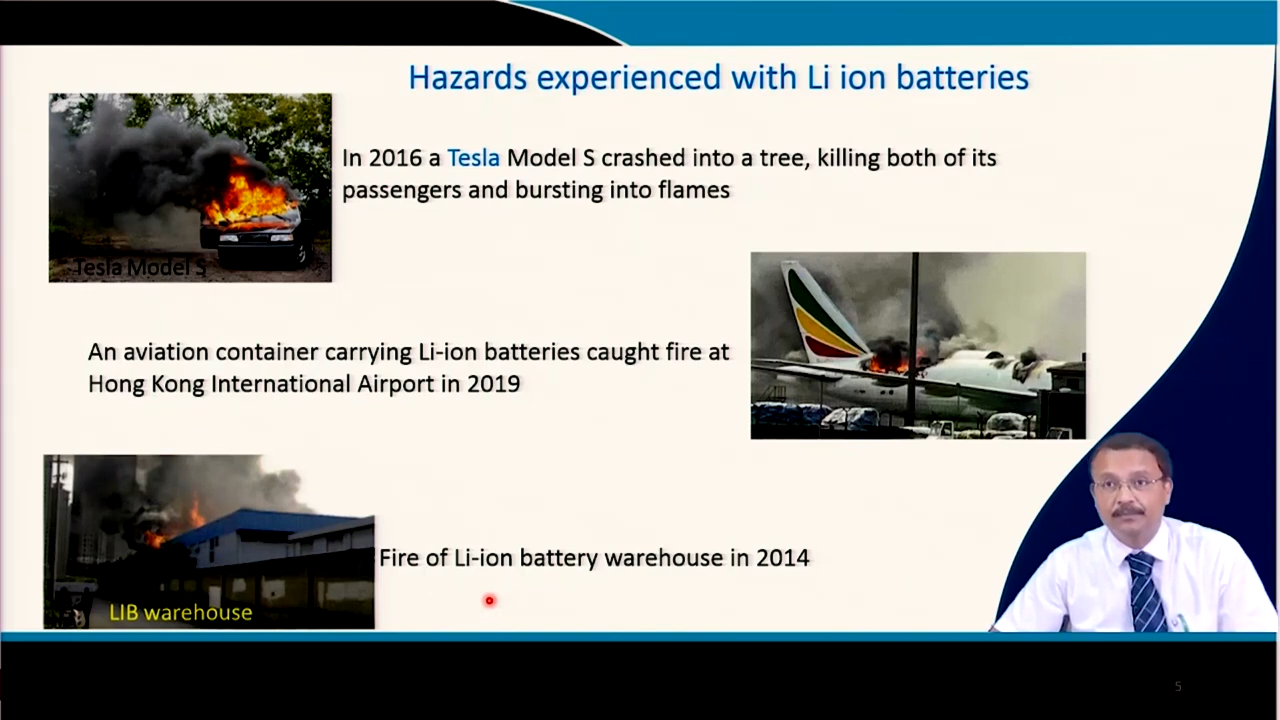 Hazards experienced with Li ion batteries
In 2016 a Tesla Model S crashed into a tree, killing both of its
passengers and bursting into flames
Tesla Model S
An aviation container carrying Li-ion batteries caught fire at
Hong Kong International Airport in 2019
Fire of Li-ion battery warehouse in 2014
LIB warehouse
5